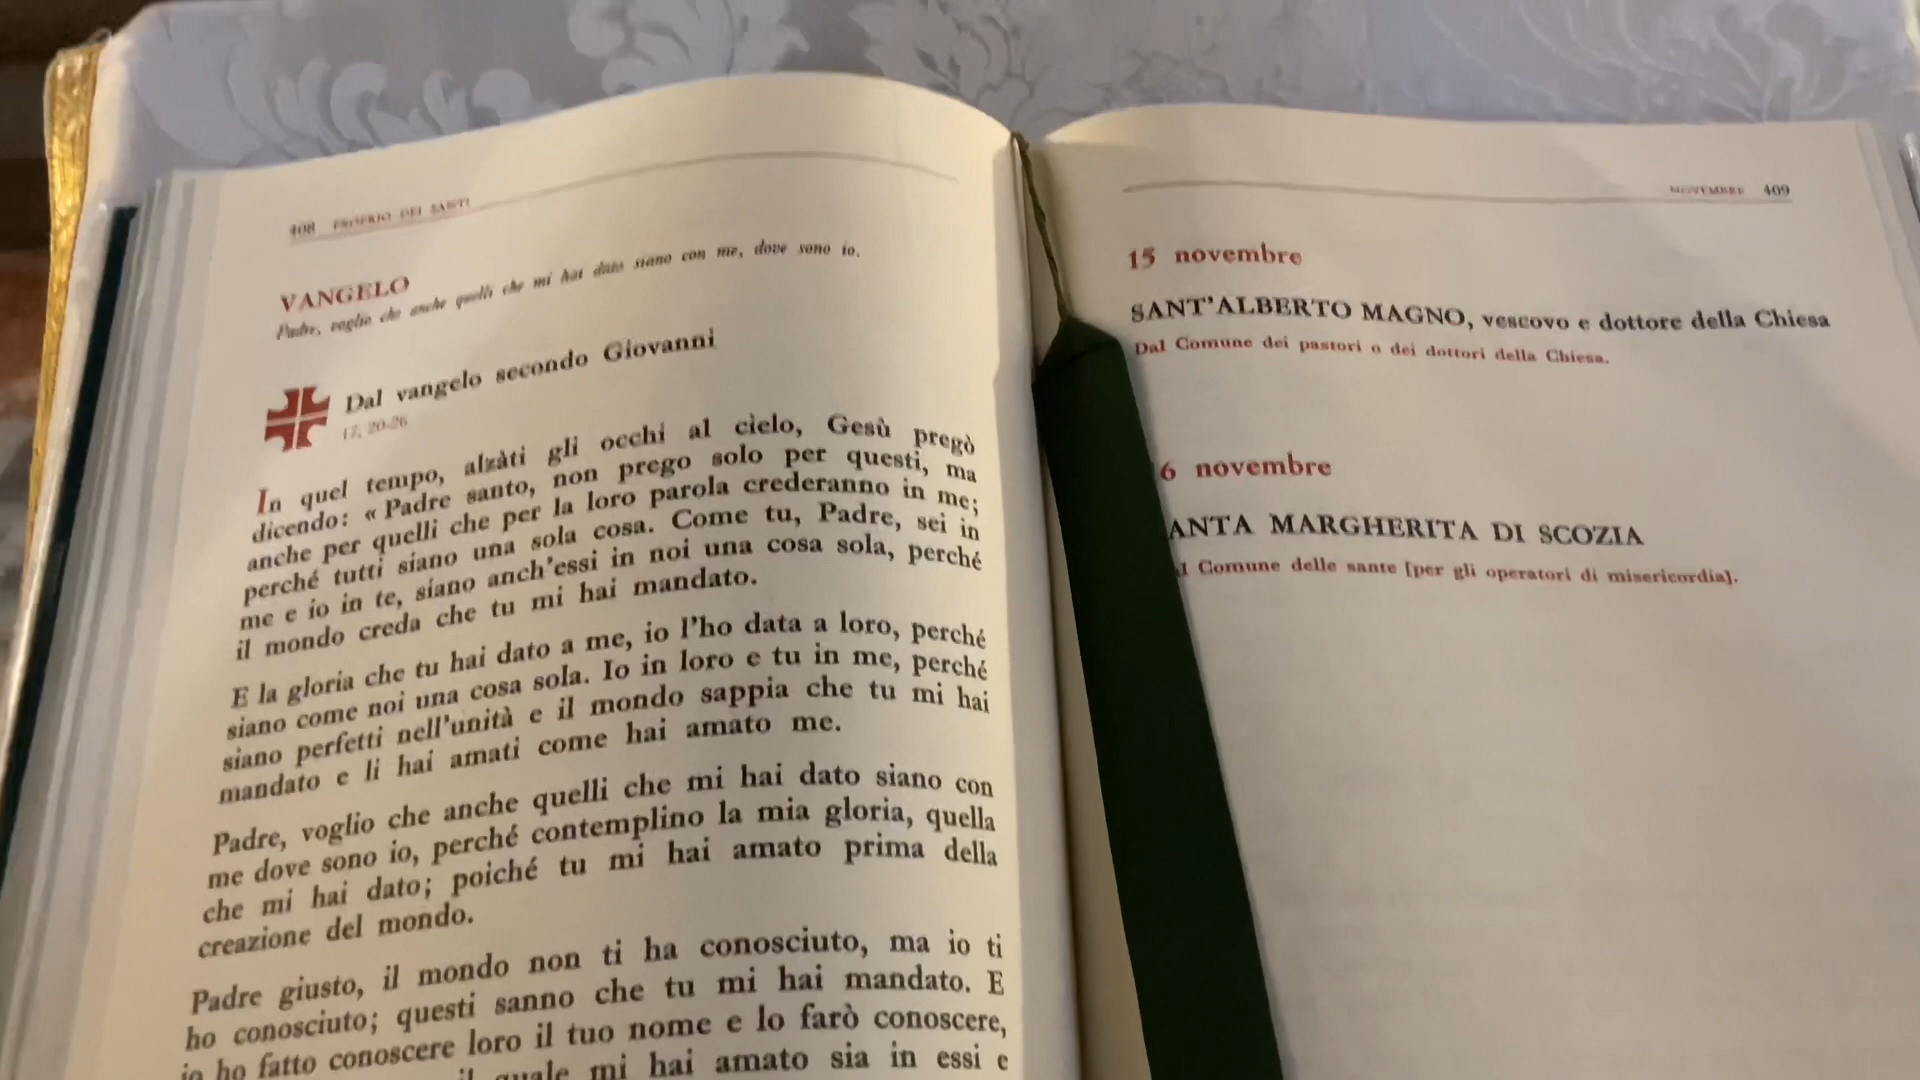 408 PROPRIO DEI SANTI
VANGELO
Padre, voglio che anche quelli che mi hai dato siano con me, dove sono io.
Dal vangelo secondo Giovanni
17, 20-26
In quel tempo, alzàti gli occhi al cielo, Gesù pregò
dicendo: « Padre santo, non prego solo per questi, ma
anche per quelli che per la loro parola crederanno in me;
perché tutti siano una sola cosa. Come tu, Padre, sei in
me e io in te, siano anch'essi in noi una cosa sola, perché
il mondo creda che tu mi hai mandato.
E la gloria che tu hai dato a me, io l'ho data a loro, perché
siano come noi una cosa sola. Io in loro e tu in me, perché
siano perfetti nell'unità e il mondo sappia che tu mi hai
mandato e li hai amati come hai amato me.
Padre, voglio che anche quelli che mi hai dato siano con
me dove sono io, perché contemplino la mia gloria, quella
che mi hai dato; poiché tu mi hai amato prima della
creazione del mondo.
Padre giusto, il mondo non ti ha conosciuto, ma io ti
ho conosciuto; questi sanno che tu mi hai mandato. E
io ho fatto conoscere loro il tuo nome e lo farò conoscere,
il quale mi hai amato sia in essi e
NOVEMBRE 409
15 novembre
SANT'ALBERTO MAGNO, vescovo e dottore della Chiesa
Dal Comune dei pastori o dei dottori della Chiesa.
6 novembre
ANTA MARGHERITA DI SCOZIA
l Comune delle sante [per gli operatori di misericordia].